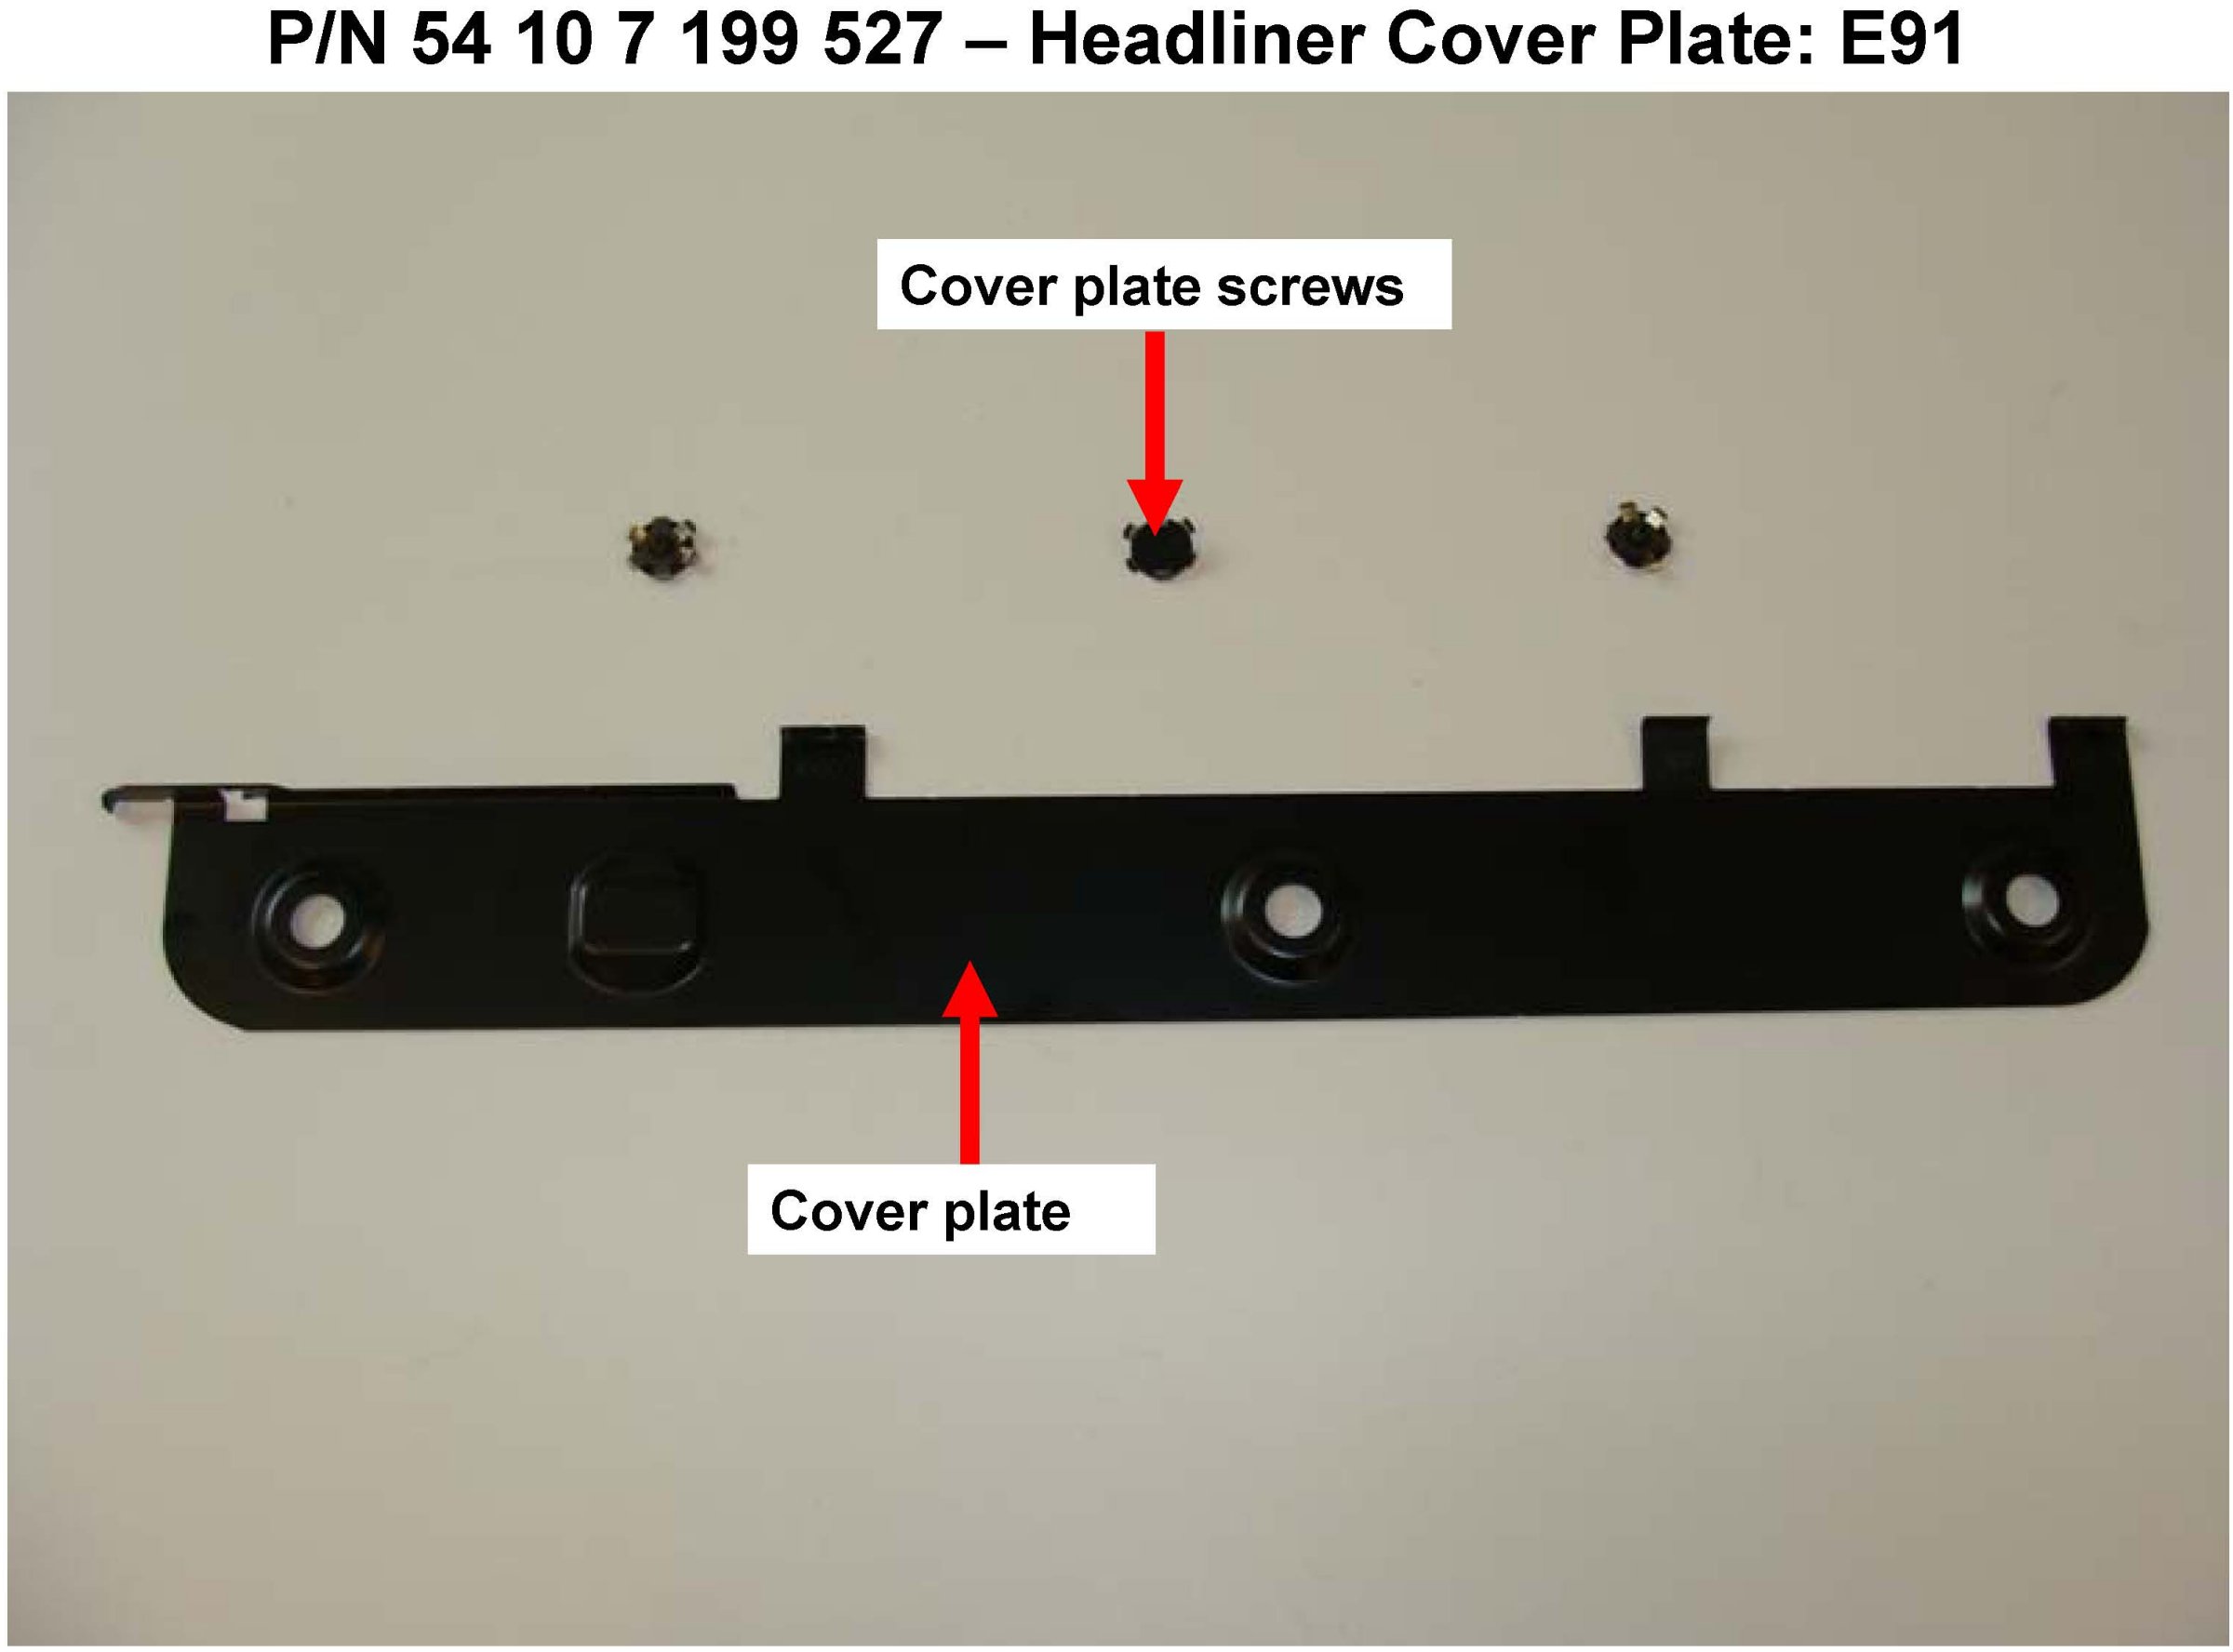 P/N 54 10 7 199 527 – Headliner Cover Plate: E91
Cover plate screws
Cover plate